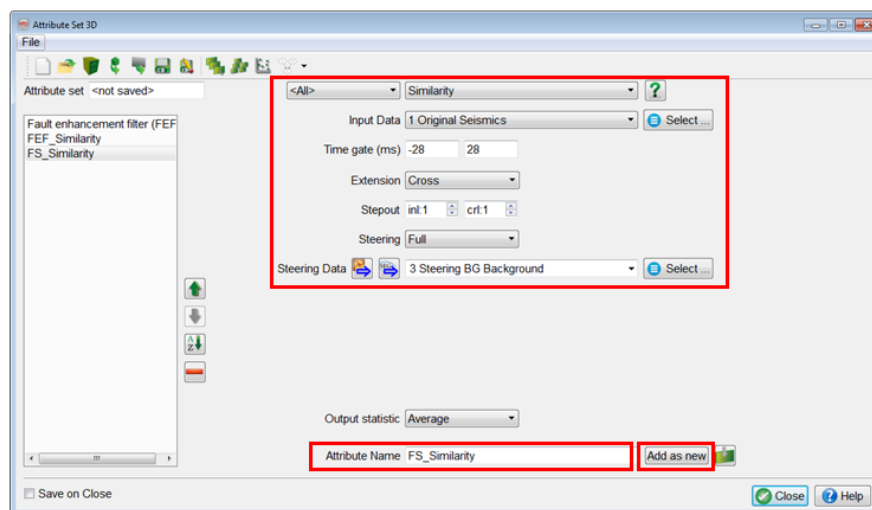 Attribute Set 3D
File
Attribute set <not saved>
<All> Similarity ?
Input Data 1 Original Seismics Select ...
Fault enhancement filter (FEF
FEF_Similarity
FS_Similarity
Time gate (ms) -28 28
Extension Cross
Stepout inl:1 crl:1
Steering Full
Steering Data 3 Steering BG Background Select ...
A
Z
Output statistic Average
Attribute Name FS_Similarity Add as new
Save on Close
Close ? Help